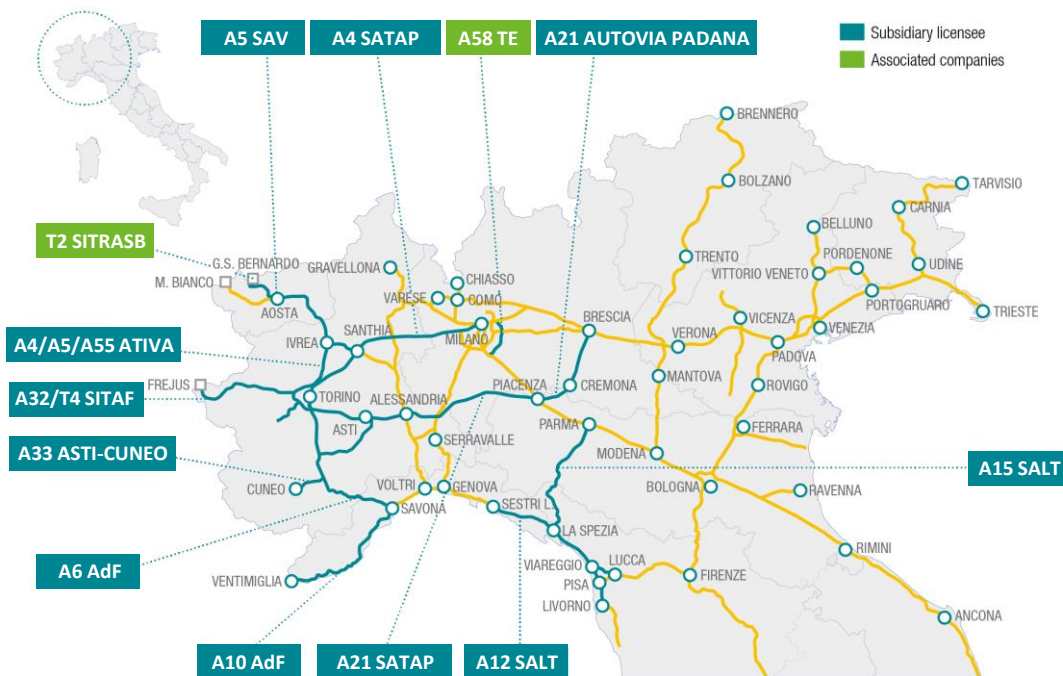 A5 SAV
A4 SATAP
A58 TE
A21 AUTOVIA PADANA
Subsidiary licensee
Associated companies
BRENNERO
BOLZANO
TARVISIO
CARNIA
BELLUNO
T2 SITRASB
G.S. BERNARDO
GRAVELLONA
CHIASSO
TRENTO
PORDENONE
VITTORIO VENETO
UDINE
M. BIANCO
VARESE
COMO
PORTOGRUARO
AOSTA
TRIESTE
SANTHIA
BRESCIA
VICENZA
VENEZIA
IVREA
MILANO
VERONA
PADOVA
A4/A5/A55 ATIVA
FREJUS
MANTOVA
ROVIGO
PIACENZA
CREMONA
A32/T4 SITAF
TORINO
ALESSANDRIA
ASTI
PARMA
FERRARA
SERRAVALLE
A33 ASTI-CUNEO
MODENA
A15 SALT
CUNEO
VOLTRI
GENOVA
BOLOGNA
RAVENNA
SAVONA
SESTRI L.
LA SPEZIA
RIMINI
A6 AdF
VIAREGGIO
LUCCA
FIRENZE
VENTIMIGLIA
PISA
LIVORNO
ANCONA
A10 AdF
A21 SATAP
A12 SALT